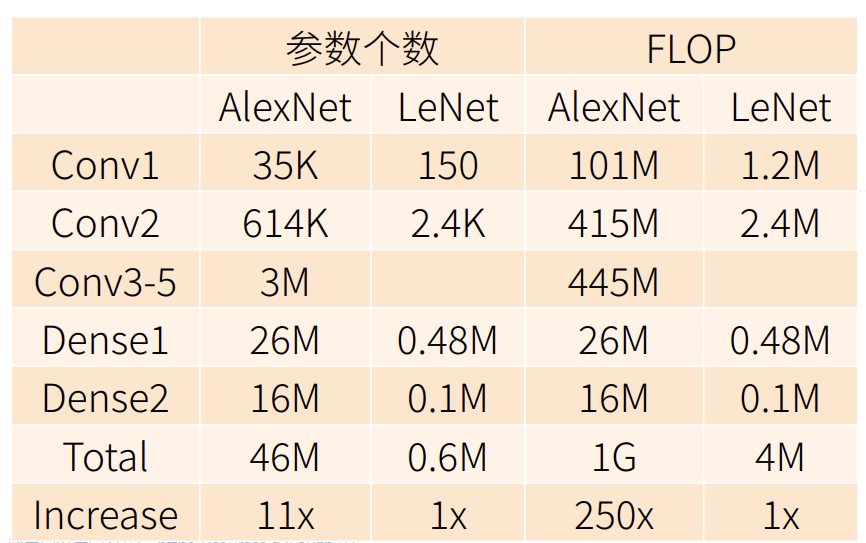 参数个数 FLOP
AlexNet LeNet AlexNet LeNet
Conv1 35K 150 101M 1.2M
Conv2 614K 2.4K 415M 2.4M
Conv3-5 3M 445M
Dense1 26M 0.48M 26M 0.48M
Dense2 16M 0.1M 16M 0.1M
Total 46M 0.6M 1G 4M
Increase 11x 1x 250x 1x